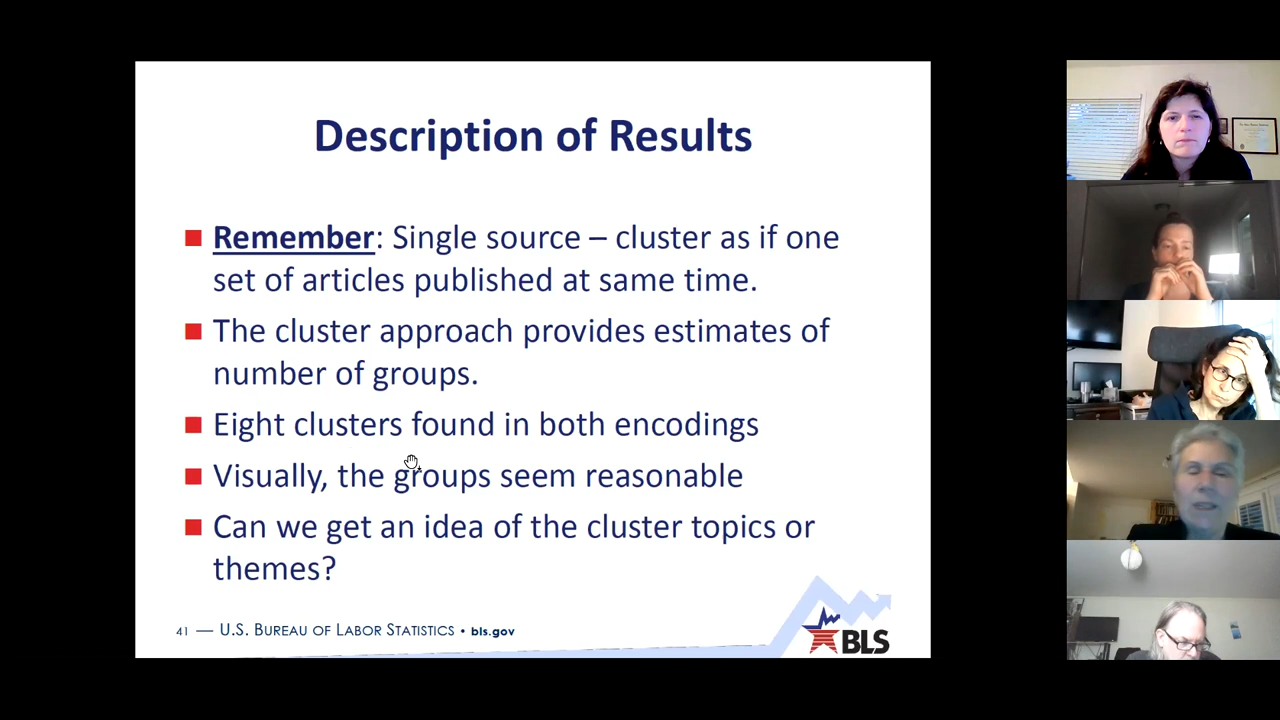 Description of Results
Remember: Single source – cluster as if one
set of articles published at same time.
The cluster approach provides estimates of
number of groups.
Eight clusters found in both encodings
Visually, the groups seem reasonable
Can we get an idea of the cluster topics or
themes?
41 — U.S. BUREAU OF LABOR STATISTICS • bls.gov
BLS